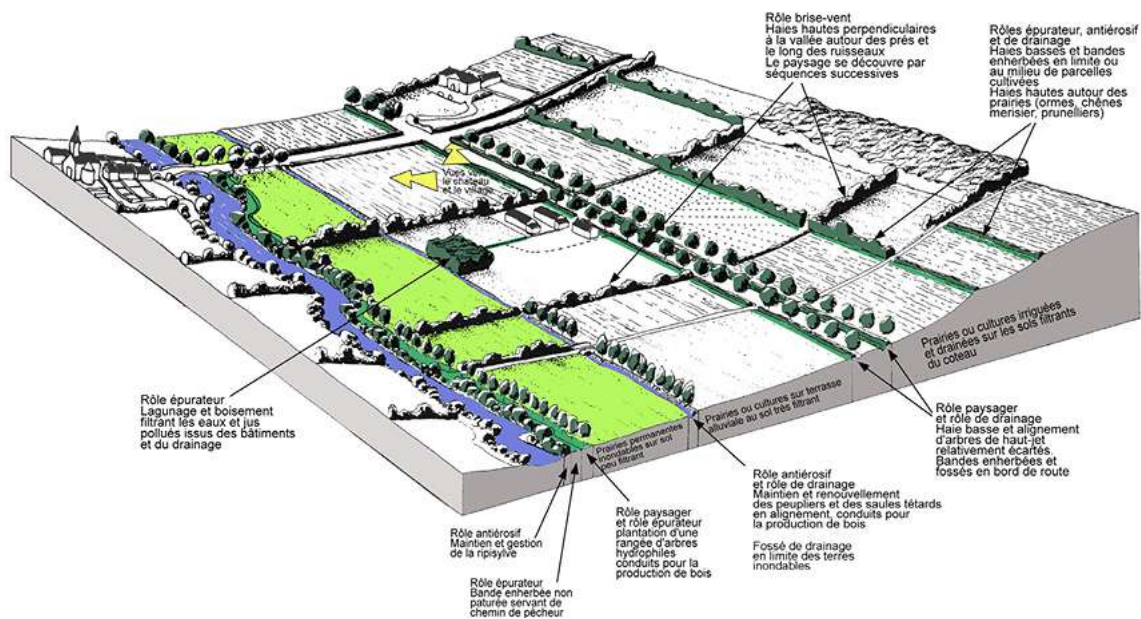 Rôle brise-vent
Haies hautes perpendiculaires
à la vallée autour des prés et
le long des ruisseaux
Le paysage se découvre par
séquences successives
Rôles épurateur, antiérosif
et de drainage
Haies basses et bandes
enherbées en limite ou
au milieu de parcelles
cultivées
Haies hautes autour des
prairies (ormes, chênes
merisier, prunelliers)
Vues vers
le chateau
et le village
Rôle épurateur
Lagunage et boisement
filtrant les eaux et jus
pollués issus des bâtiments
et du drainage
Prairies permanentes
inondables sur sol
peu filtrant
Prairies ou cultures sur terrasse
alluviale au sol très filtrant
Prairies ou cultures irriguées
et drainées sur les sols filtrants
du coteau
Rôle antiérosif
Maintien et gestion
de la ripisylve
Rôle épurateur
Bande enherbée non
paturée servant de
chemin de pêcheur
Rôle paysager
et rôle épurateur
plantation d'une
rangée d'arbres
hydrophiles
conduits pour la
production de bois
Rôle antiérosif
et rôle de drainage
Maintien et renouvellement
des peupliers et des saules têtards
en alignement, conduits pour
la production de bois
Fossé de drainage
en limite des terres
inondables
Rôle paysager
et rôle de drainage
Haie basse et alignement
d'arbres de haut-jet
relativement écartés.
Bandes enherbées et
fossés en bord de route